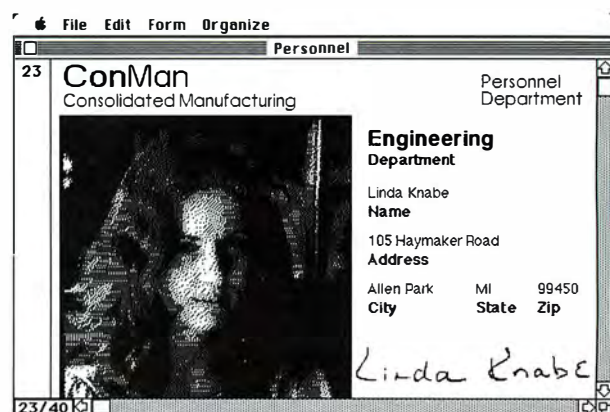 File Edit Form Organize
Personnel
23
ConMan
Consolidated Manufacturing
Personnel
Department
Engineering
Department
Linda Knabe
Name
105 Haymaker Road
Address
Allen Park MI 99450
City State Zip
Linda Knabe
23/40